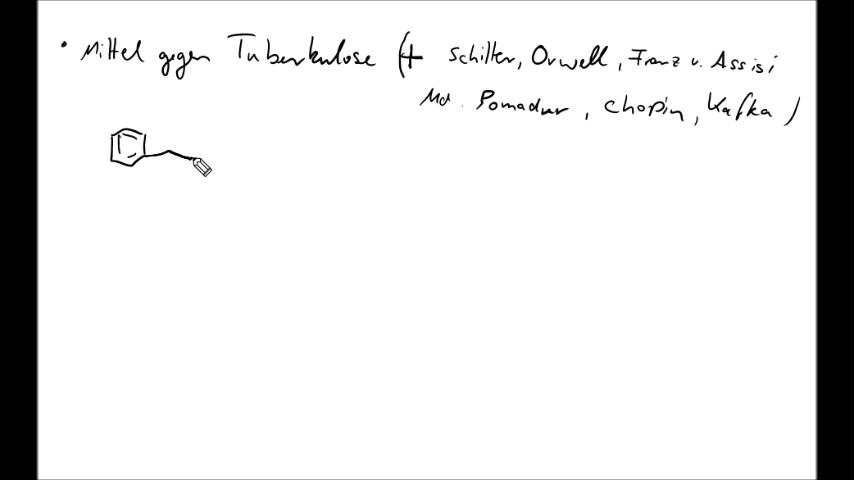 • Mittel gegen Tuberkulose (+ Schiller, Orwell, Franz v. Assisi
Md. Pomadur, Chopin, Kafka)